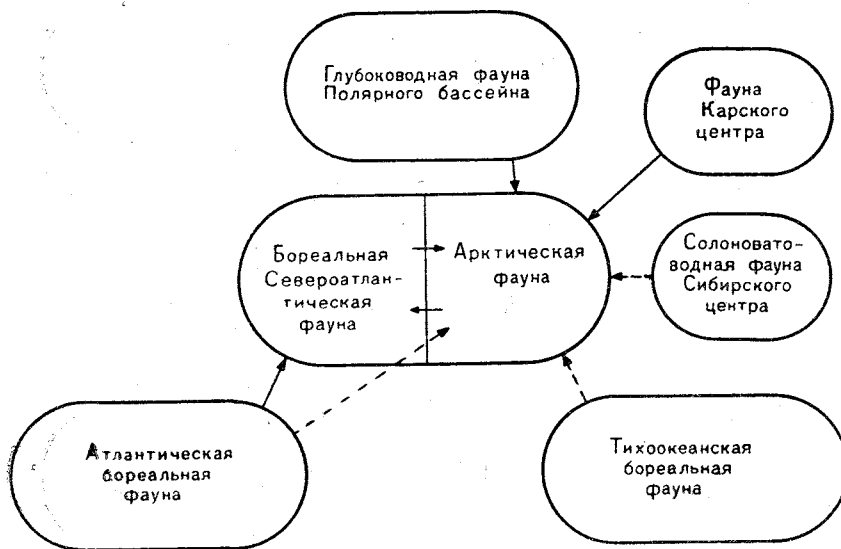 Глубоководная фауна
Полярного бассейна
Фауна
Карского
центра
Бореальная
Североатлан-
тическая
фауна
Арктическая
фауна
Солоновато-
водная фауна
Сибирского
центра
Атлантическая
бореальная
фауна
Тихоокеанская
бореальная
фауна